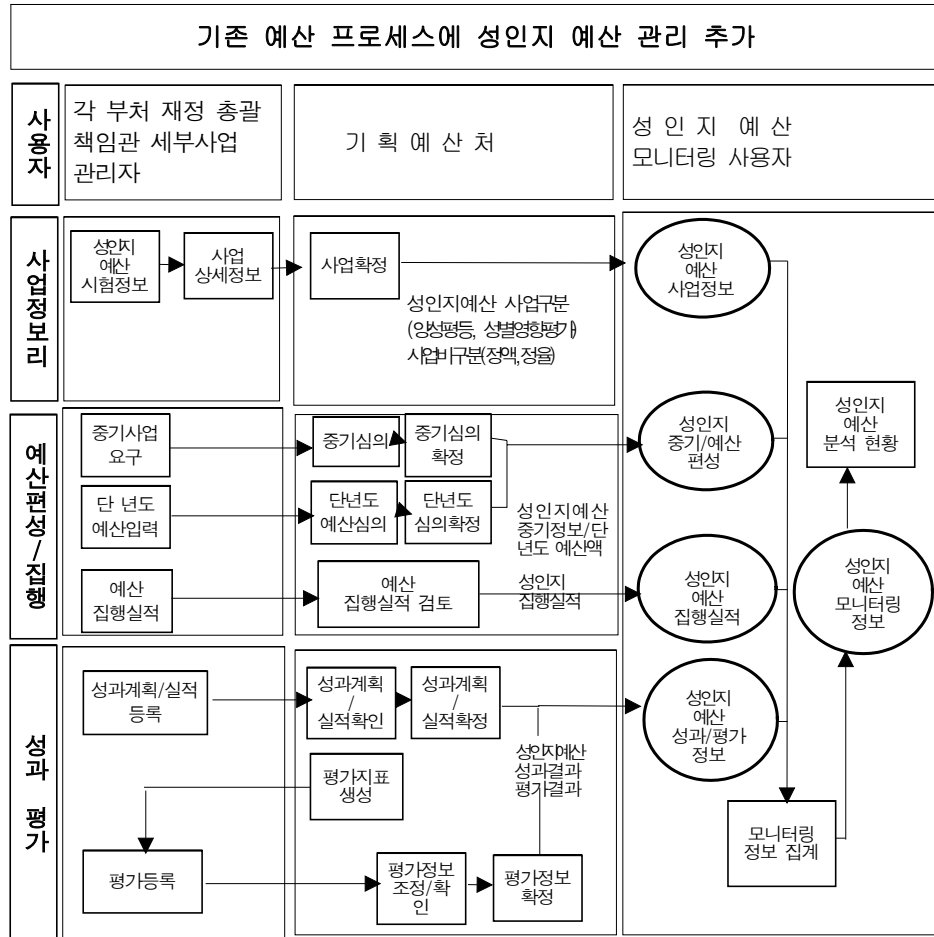 기존 예산 프로세스에 성인지 예산 관리 추가
사용자
각 부처 재정 총괄
책임관 세부사업
관리자
기 획 예 산 처
성 인 지 예 산
모니터링 사용자
사업정보리
성인지
예산
시험정보
사업
상세정보
사업확정
성인지예산 사업구분
(양성평등, 성별영향평가)
사업비구분(정액,정율)
성인지
예산
사업정보
예산편성/집행
중기사업
요구
중기심의
중기심의
확정
성인지
예산
중기/예산
편성
성인지
예산
분석 현황
단 년도
예산입력
단년도
예산심의
단년도
심의확정
성인지예산
중기정보/단
년도 예산액
예산
집행실적
예산
집행실적 검토
성인지
집행실적
성인지
예산
집행실적
성인지
예산
모니터링
정보
성과 평가
성과계획/실적
등록
성과계획
/
실적확인
성과계획
/
실적확정
성인지
예산
성과/평가
정보
성인지예산
성과결과
평가결과
평가지표
생성
평가등록
평가정보
조정/확
인
평가정보
확정
모니터링
정보 집계